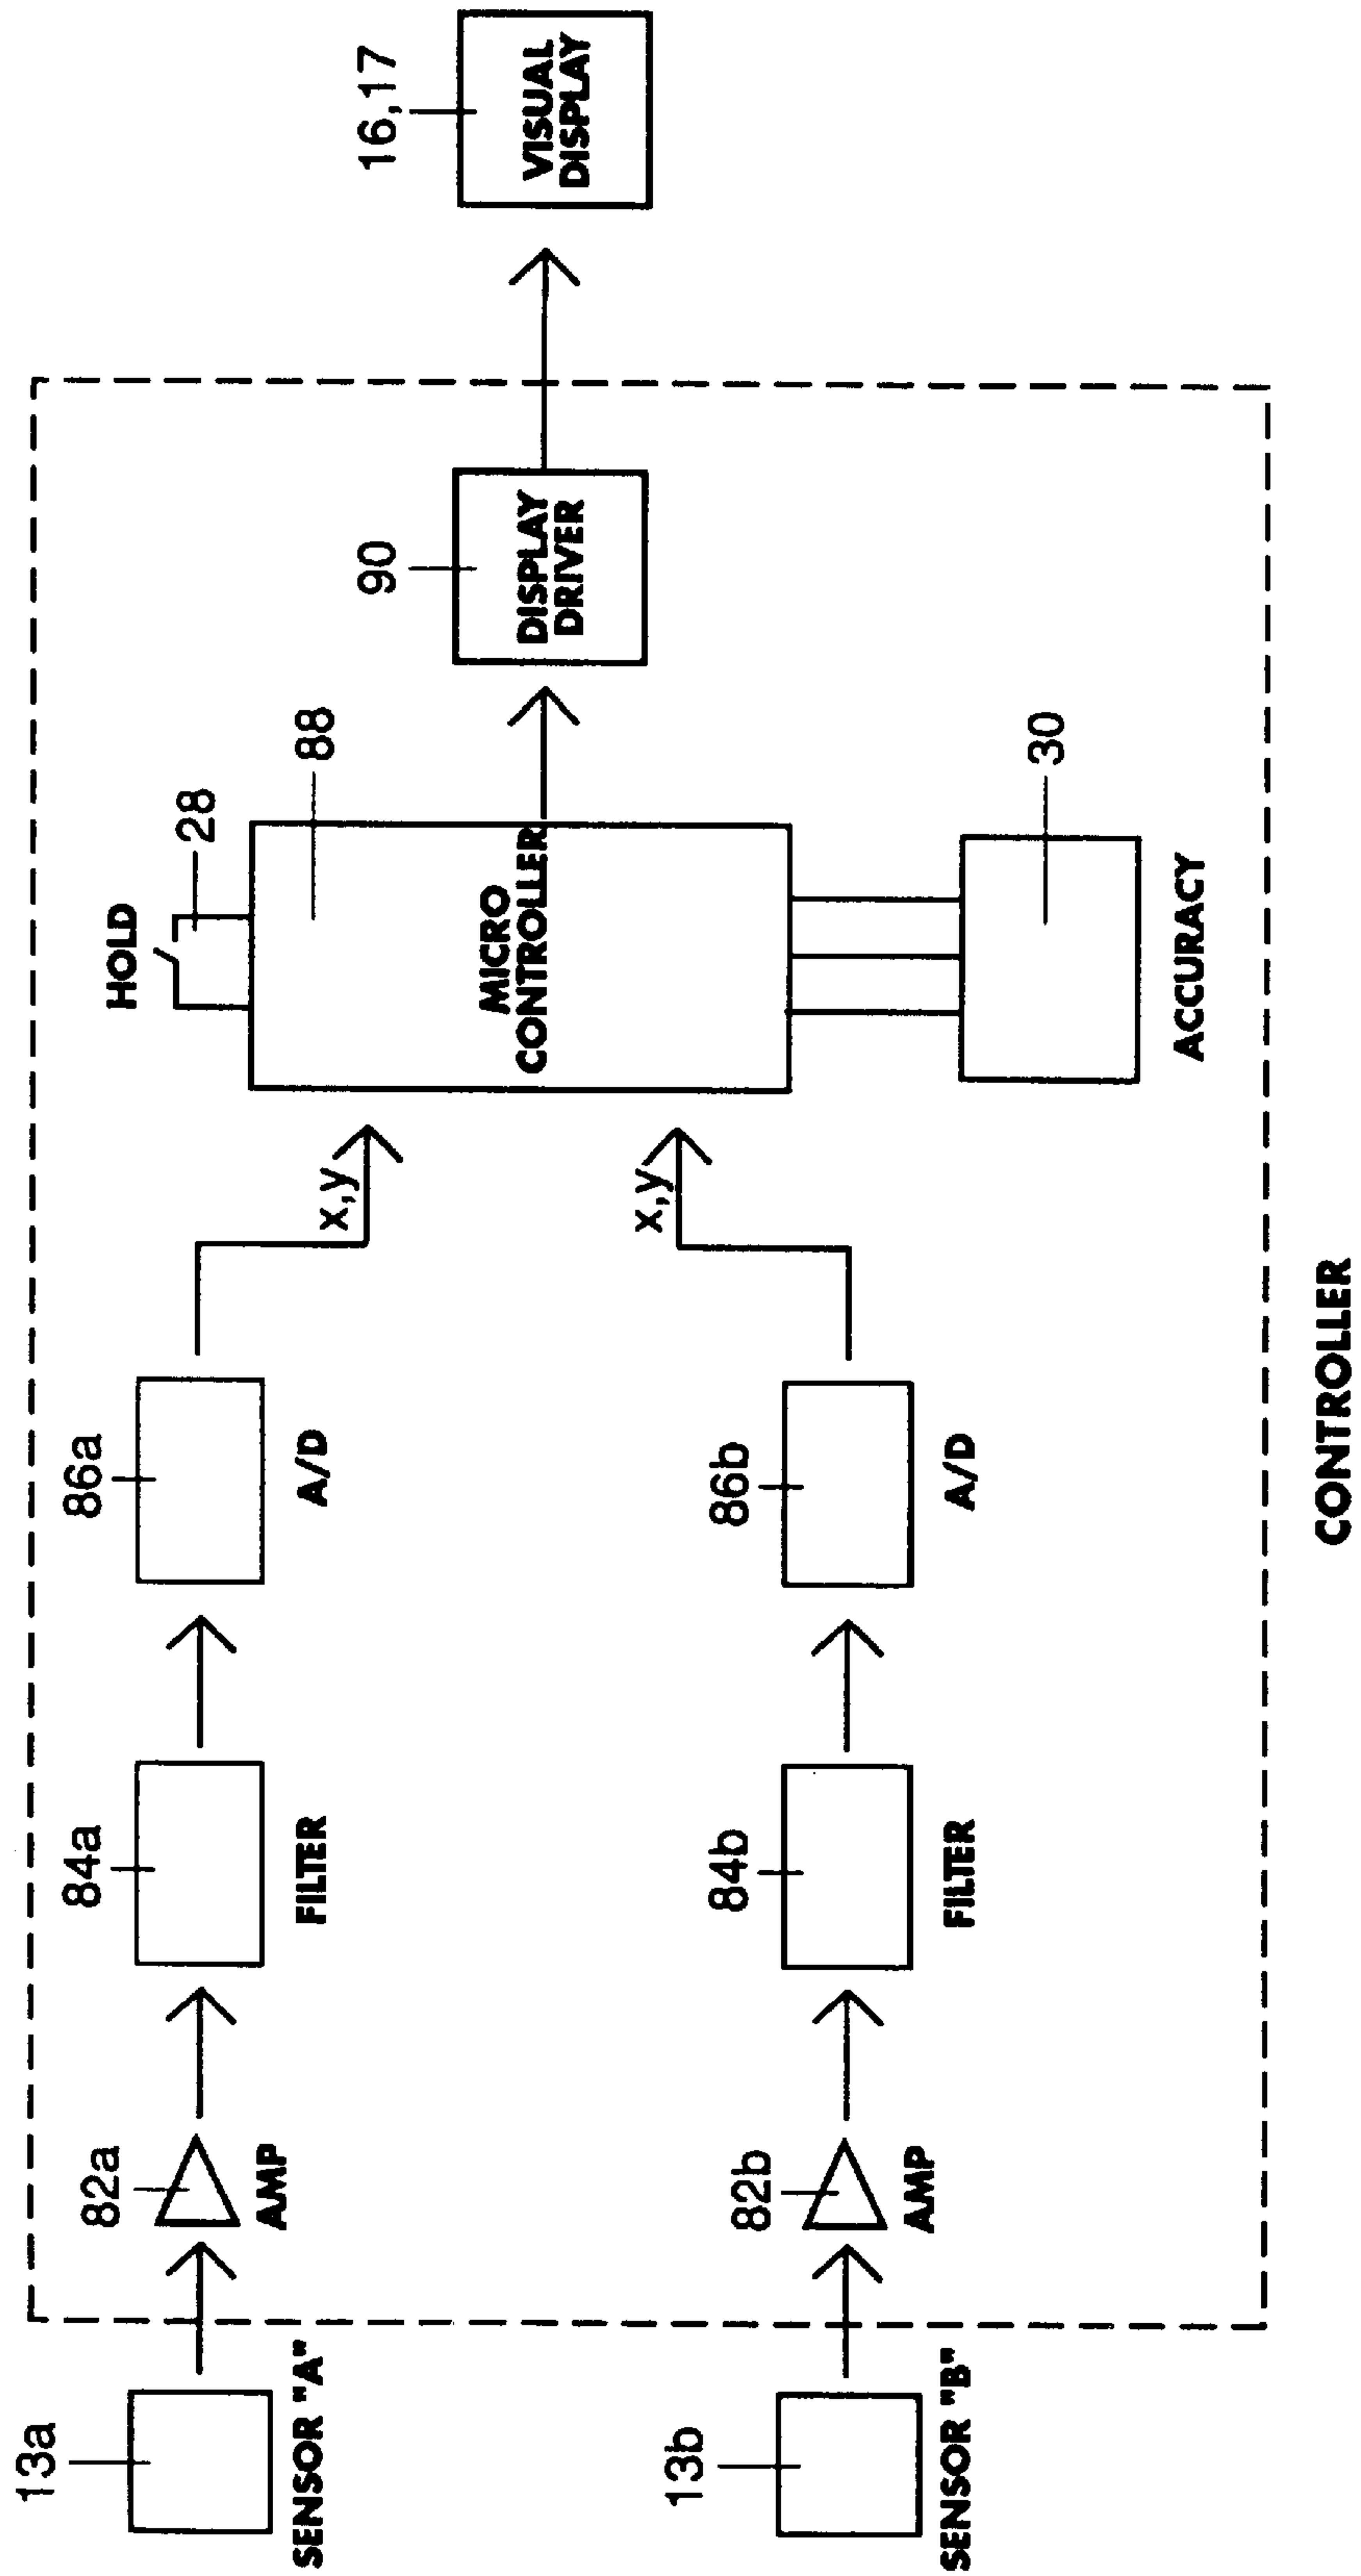 13a
SENSOR "A"
82a
AMP
84a
FILTER
86a
A/D
x,y
HOLD
28
88
MICRO
CONTROLLER
90
DISPLAY
DRIVER
16,17
VISUAL
DISPLAY
13b
SENSOR "B"
82b
AMP
84b
FILTER
86b
A/D
x,y
30
ACCURACY
CONTROLLER